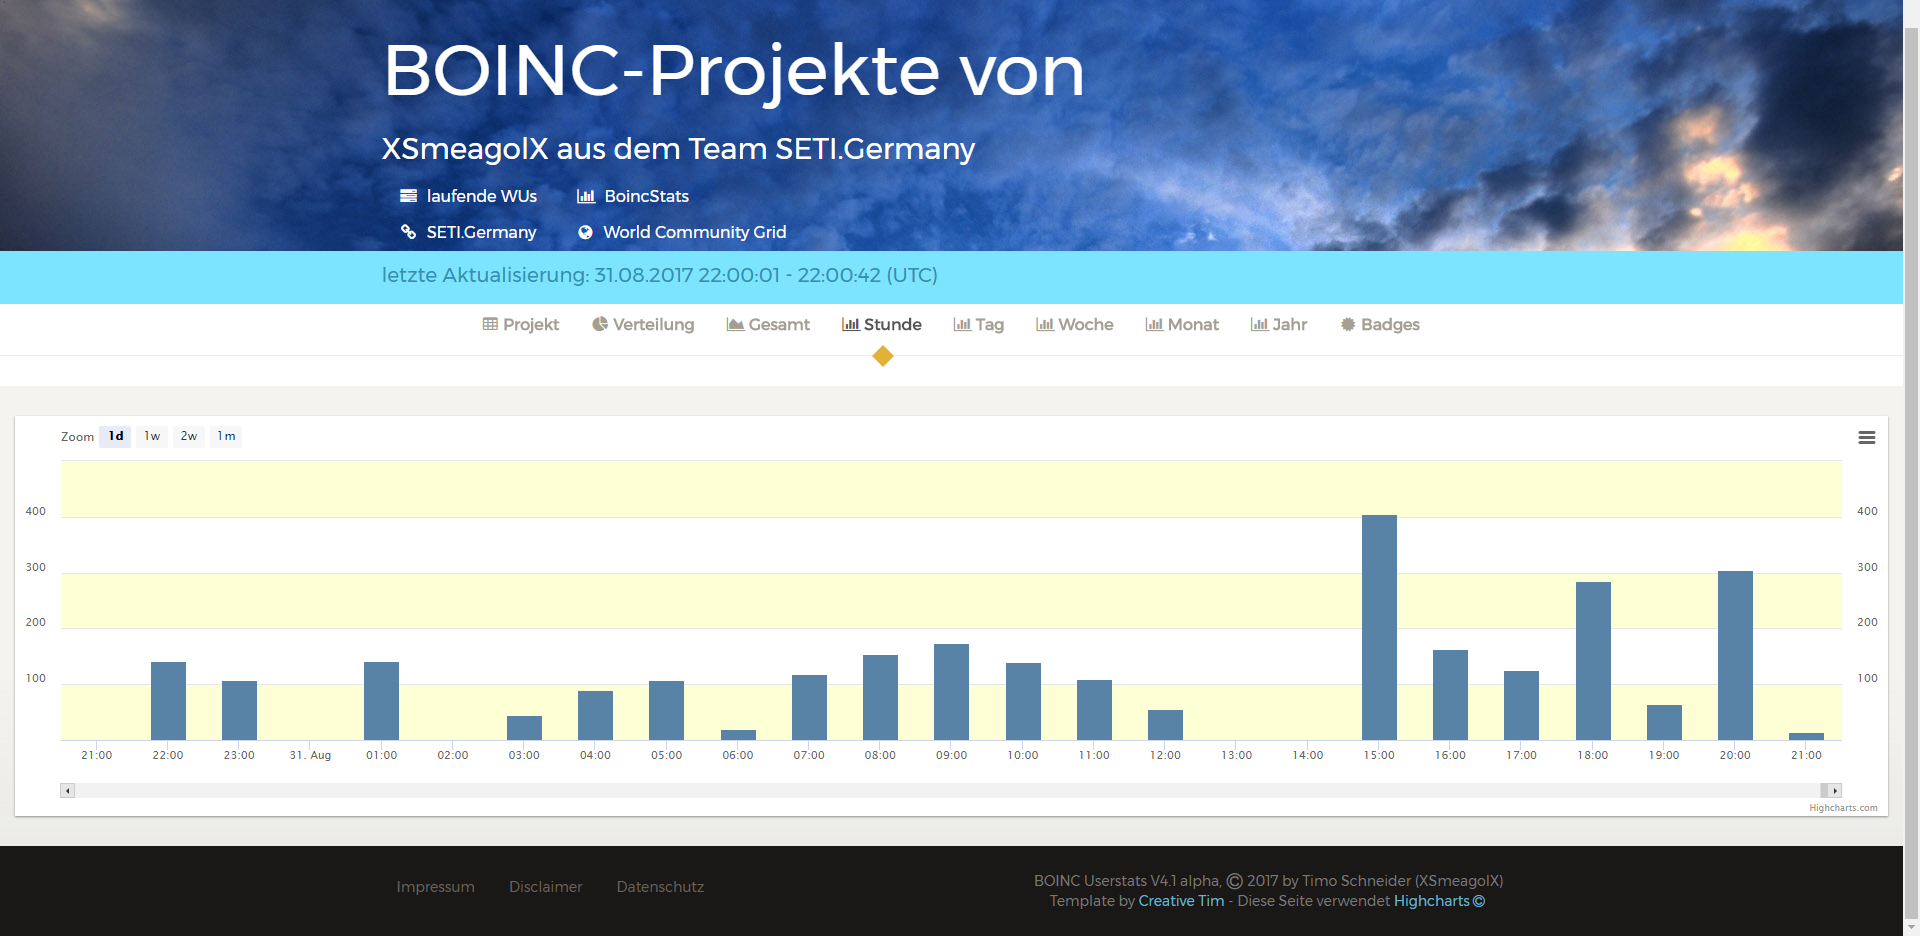 BOINC-Projekte von
XSmeagolX aus dem Team SETI.Germany
laufende WUs BoincStats
SETI.Germany World Community Grid
letzte Aktualisierung: 31.08.2017 22:00:01 - 22:00:42 (UTC)
Projekt Verteilung Gesamt Stunde Tag Woche Monat Jahr Badges
Zoom 1d 1w 2w 1m
400 400
300 300
200 200
100 100
21:00 22:00 23:00 31. Aug 01:00 02:00 03:00 04:00 05:00 06:00 07:00 08:00 09:00 10:00 11:00 12:00 13:00 14:00 15:00 16:00 17:00 18:00 19:00 20:00 21:00
Highcharts.com
Impressum Disclaimer Datenschutz
BOINC Userstats V4.1 alpha, © 2017 by Timo Schneider (XSmeagolX)
Template by Creative Tim - Diese Seite verwendet Highcharts ©